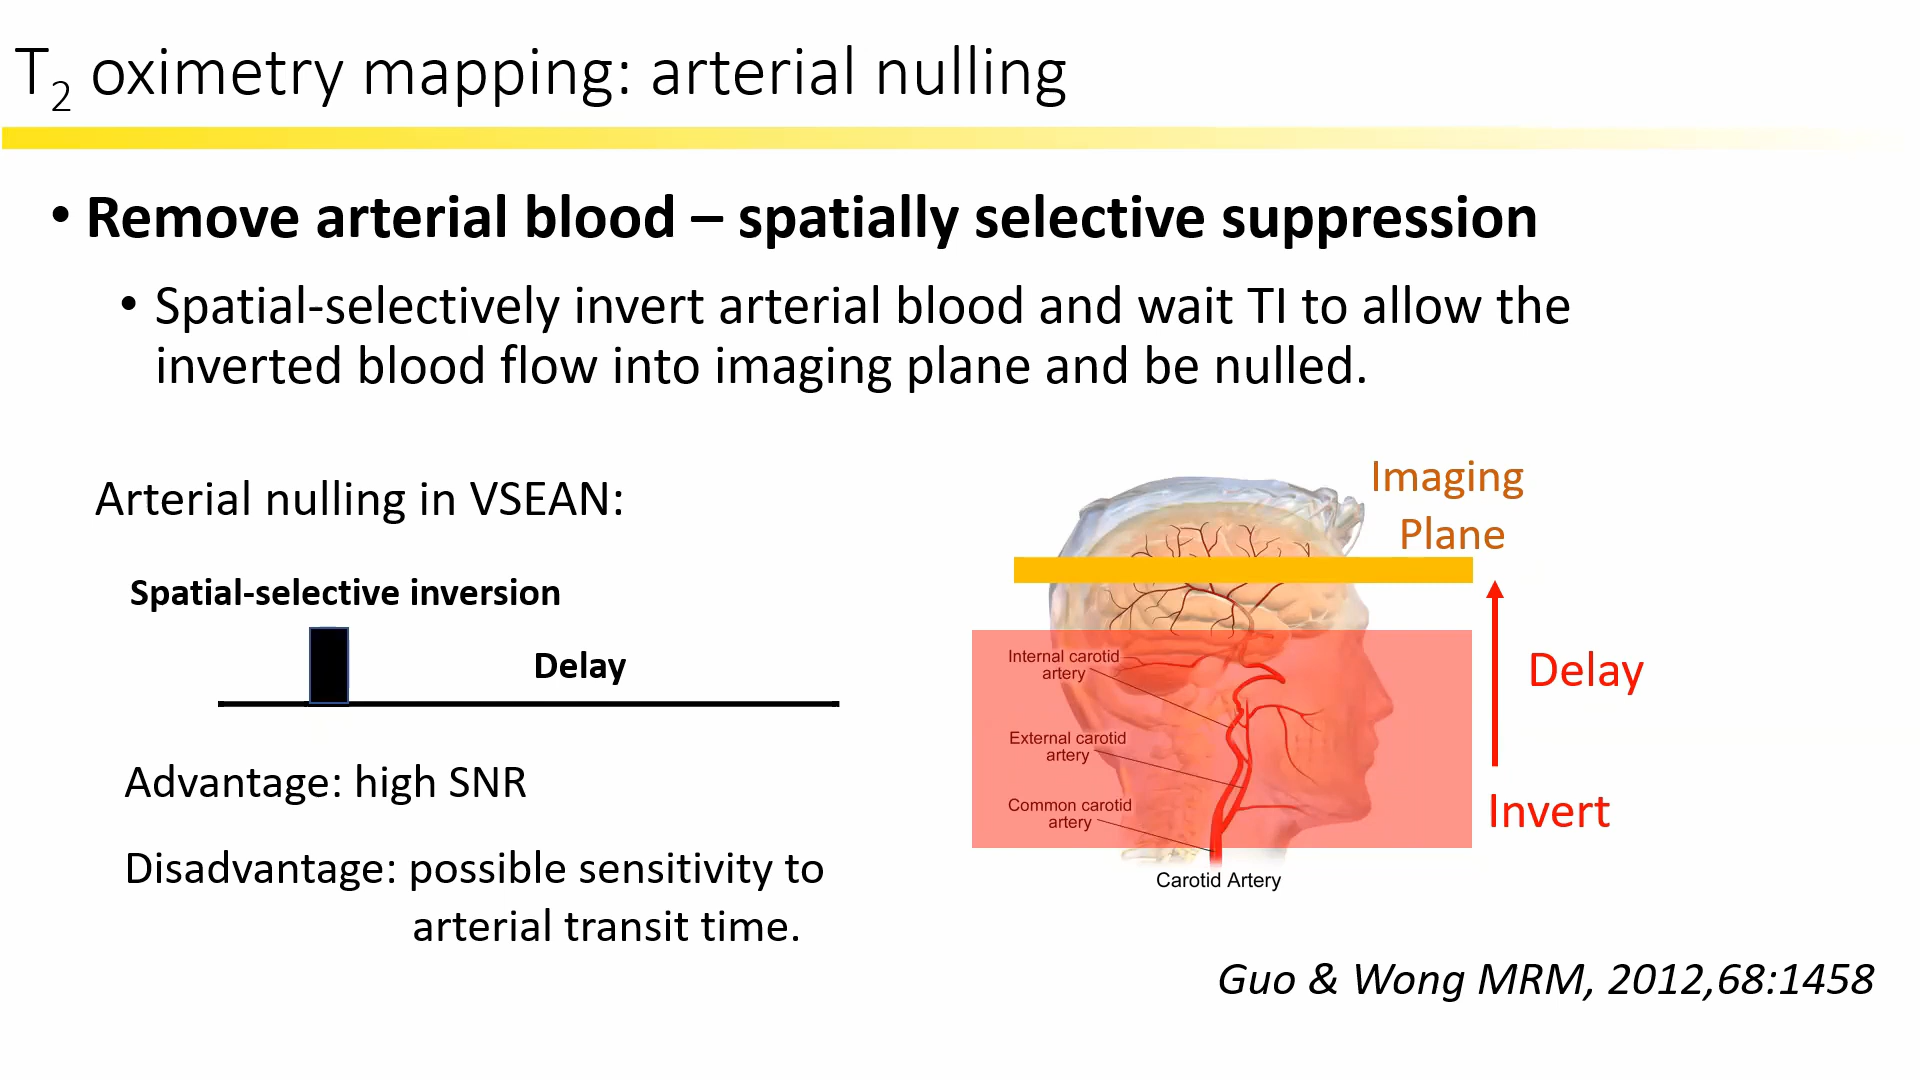 T2 oximetry mapping: arterial nulling
• Remove arterial blood – spatially selective suppression
• Spatial-selectively invert arterial blood and wait TI to allow the
inverted blood flow into imaging plane and be nulled.
Arterial nulling in VSEAN:
Spatial-selective inversion
Delay
Advantage: high SNR
Disadvantage: possible sensitivity to
arterial transit time.
Imaging
Plane
Internal carotid
artery
External carotid
artery
Common carotid
artery
Carotid Artery
Delay
Invert
Guo & Wong MRM, 2012,68:1458